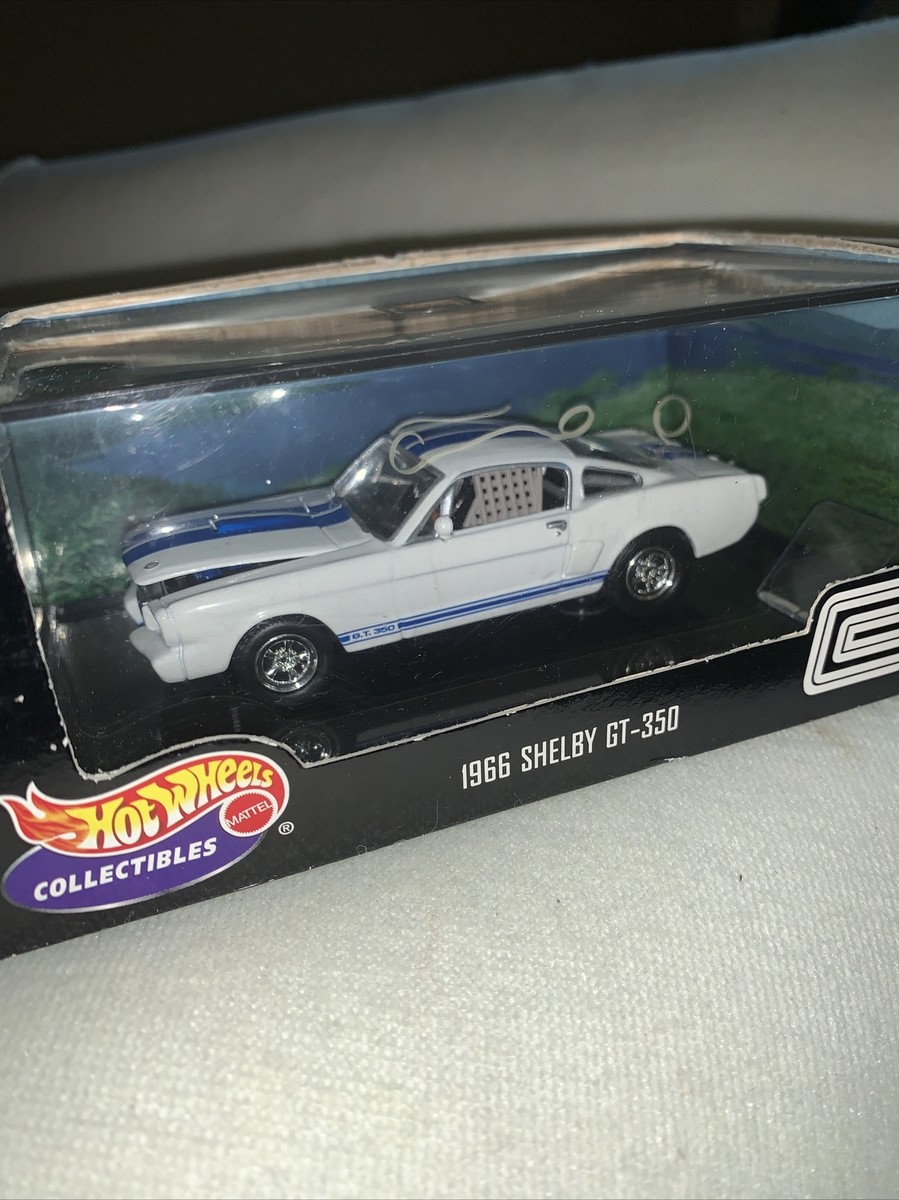 G.T. 350
1966 SHELBY GT-350
HOT WHEELS
MATTEL
®
COLLECTIBLES